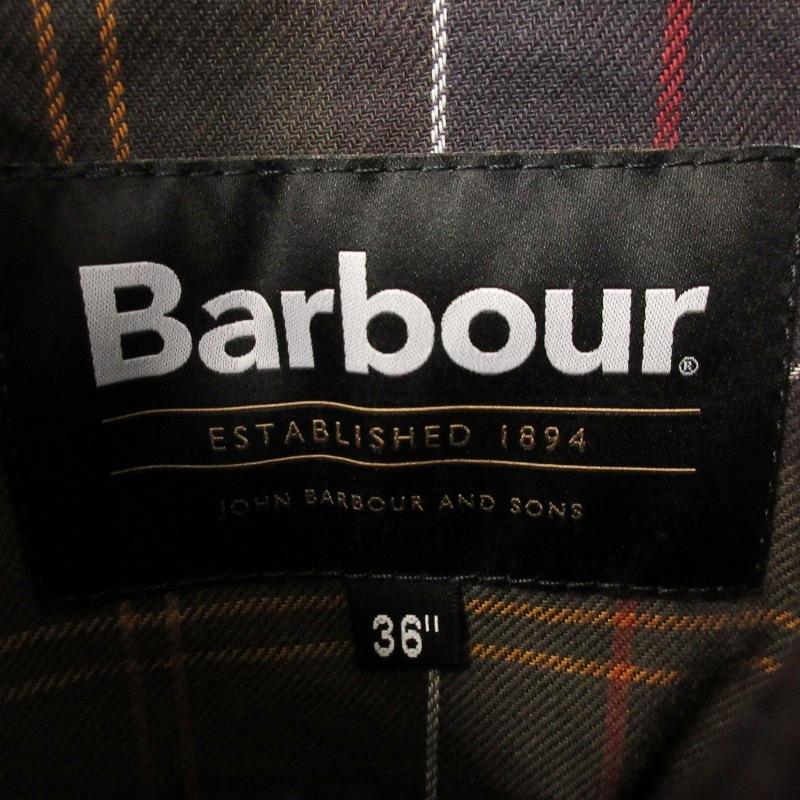 Barbour®
ESTABLISHED 1894
JOHN BARBOUR AND SONS
36"